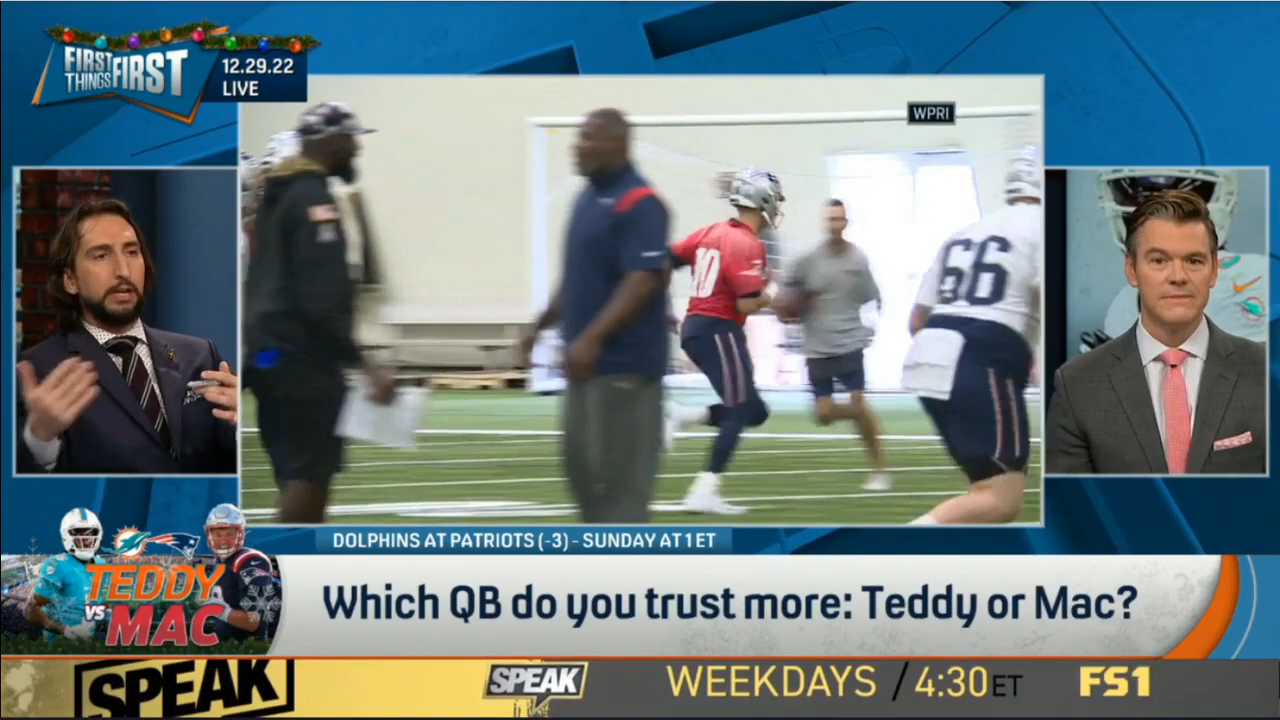 FIRST
THINGS FIRST
12.29.22
LIVE
WPRI
10
66
DOLPHINS AT PATRIOTS (-3) - SUNDAY AT 1 ET
TEDDY
VS
MAC
Which QB do you trust more: Teddy or Mac?
SPEAK
SPEAK
WEEKDAYS / 4:30 ET
FS1